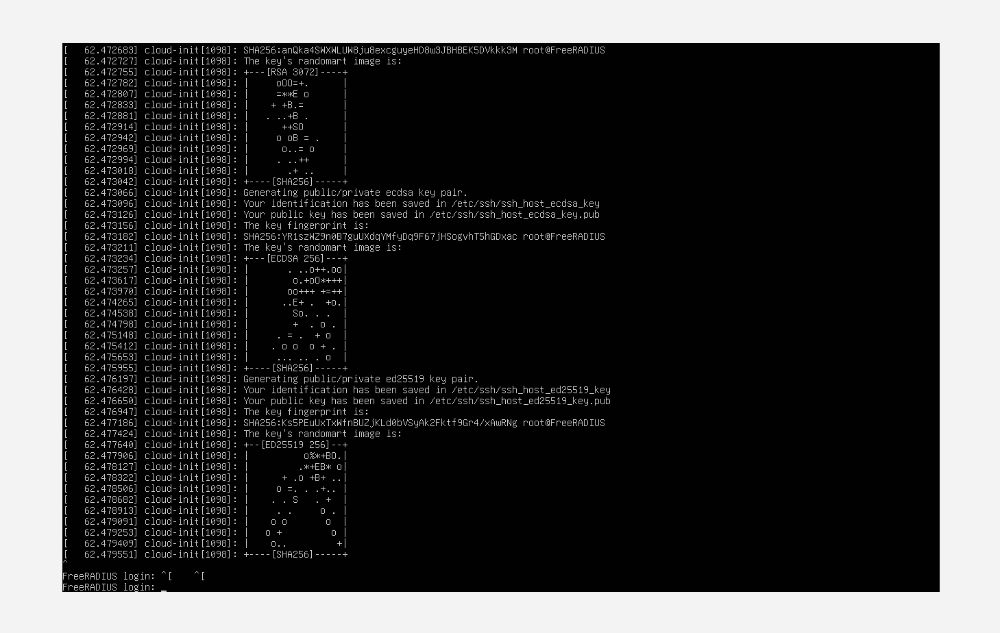 [   62.472683] cloud-init[1098]: SHA256:anQka4SWXWLUW8ju8excguyeHD8w3JBHBEK5DVkkk3M root@FreeRADIUS
[   62.472727] cloud-init[1098]: The key's randomart image is:
[   62.472755] cloud-init[1098]: +---[RSA 3072]----+
[   62.472782] cloud-init[1098]: |     oOO=+.      |
[   62.472807] cloud-init[1098]: |     =**E o      |
[   62.472833] cloud-init[1098]: |    + +B.=       |
[   62.472881] cloud-init[1098]: |   . ..+B .      |
[   62.472914] cloud-init[1098]: |      ++SO       |
[   62.472942] cloud-init[1098]: |     o oB = .    |
[   62.472969] cloud-init[1098]: |      o..= o     |
[   62.472994] cloud-init[1098]: |     . ..++      |
[   62.473018] cloud-init[1098]: |       .+ ..     |
[   62.473042] cloud-init[1098]: +----[SHA256]-----+
[   62.473066] cloud-init[1098]: Generating public/private ecdsa key pair.
[   62.473096] cloud-init[1098]: Your identification has been saved in /etc/ssh/ssh_host_ecdsa_key
[   62.473126] cloud-init[1098]: Your public key has been saved in /etc/ssh/ssh_host_ecdsa_key.pub
[   62.473156] cloud-init[1098]: The key fingerprint is:
[   62.473182] cloud-init[1098]: SHA256:YR1szWZ9n0B7guUXdqYMfyDq9F67jHSogvhT5hGDxac root@FreeRADIUS
[   62.473211] cloud-init[1098]: The key's randomart image is:
[   62.473234] cloud-init[1098]: +---[ECDSA 256]---+
[   62.473257] cloud-init[1098]: |       . ..o++.oo|
[   62.473617] cloud-init[1098]: |        o.+oO*+++|
[   62.473970] cloud-init[1098]: |       oo+++ +=++|
[   62.474265] cloud-init[1098]: |      ..E+ .  +o.|
[   62.474538] cloud-init[1098]: |        So. . .  |
[   62.474798] cloud-init[1098]: |        +  . o . |
[   62.475148] cloud-init[1098]: |     . = .  + o  |
[   62.475412] cloud-init[1098]: |    . o o  o + . |
[   62.475653] cloud-init[1098]: |     ... .. . o  |
[   62.475955] cloud-init[1098]: +----[SHA256]-----+
[   62.476197] cloud-init[1098]: Generating public/private ed25519 key pair.
[   62.476428] cloud-init[1098]: Your identification has been saved in /etc/ssh/ssh_host_ed25519_key
[   62.476650] cloud-init[1098]: Your public key has been saved in /etc/ssh/ssh_host_ed25519_key.pub
[   62.476947] cloud-init[1098]: The key fingerprint is:
[   62.477186] cloud-init[1098]: SHA256:Ks5PEuUxTxWfnBUZjKLd0bVSyAk2Fktf9Gr4/xAwRNg root@FreeRADIUS
[   62.477424] cloud-init[1098]: The key's randomart image is:
[   62.477640] cloud-init[1098]: +--[ED25519 256]--+
[   62.477906] cloud-init[1098]: |          o%*+BO.|
[   62.478127] cloud-init[1098]: |         .*+EB* o|
[   62.478322] cloud-init[1098]: |      + .o +B+ ..|
[   62.478506] cloud-init[1098]: |     o =. . .+.. |
[   62.478682] cloud-init[1098]: |    . . S   . +  |
[   62.478913] cloud-init[1098]: |     . .     o . |
[   62.479091] cloud-init[1098]: |    o o       o  |
[   62.479253] cloud-init[1098]: |   o +         o |
[   62.479409] cloud-init[1098]: |    o..         +|
[   62.479551] cloud-init[1098]: +----[SHA256]-----+
^
FreeRADIUS login: ^[    ^[
FreeRADIUS login: _